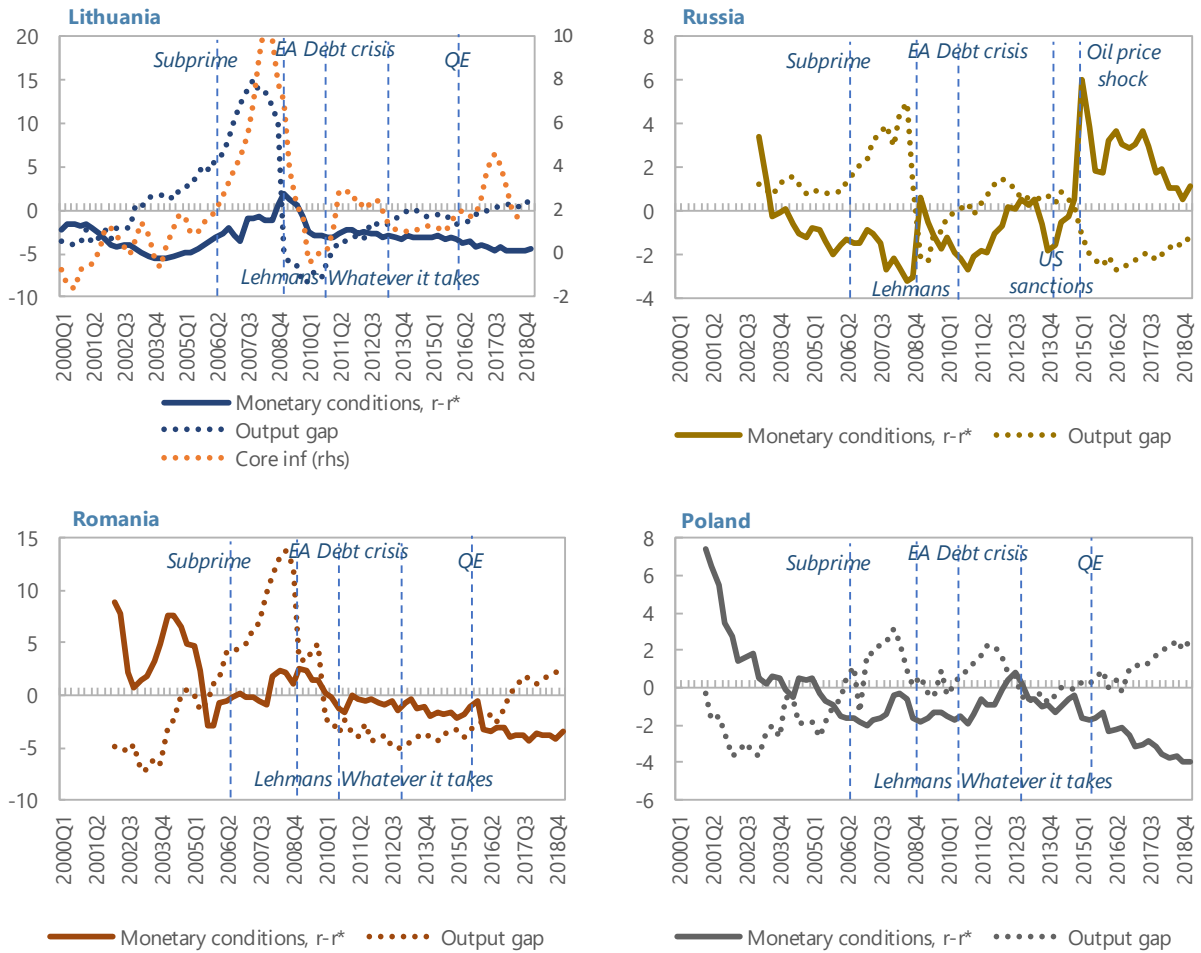 Lithuania
20
15
10
5
0
-5
-10
10
8
6
4
2
0
-2
Subprime
EA Debt crisis
QE
Lehmans
Whatever it takes
2000Q1
2001Q2
2002Q3
2003Q4
2005Q1
2006Q2
2007Q3
2008Q4
2010Q1
2011Q2
2012Q3
2013Q4
2015Q1
2016Q2
2017Q3
2018Q4
Monetary conditions, r-r*
Output gap
Core inf (rhs)
Russia
8
6
4
2
0
-2
-4
Subprime
EA Debt crisis
Oil price
shock
Lehmans
US
sanctions
2000Q1
2001Q2
2002Q3
2003Q4
2005Q1
2006Q2
2007Q3
2008Q4
2010Q1
2011Q2
2012Q3
2013Q4
2015Q1
2016Q2
2017Q3
2018Q4
Monetary conditions, r-r*
Output gap
Romania
15
10
5
0
-5
-10
Subprime
EA Debt crisis
QE
Lehmans
Whatever it takes
2000Q1
2001Q2
2002Q3
2003Q4
2005Q1
2006Q2
2007Q3
2008Q4
2010Q1
2011Q2
2012Q3
2013Q4
2015Q1
2016Q2
2017Q3
2018Q4
Monetary conditions, r-r*
Output gap
Poland
8
6
4
2
0
-2
-4
-6
Subprime
EA Debt crisis
QE
Lehmans
Whatever it takes
2000Q1
2001Q2
2002Q3
2003Q4
2005Q1
2006Q2
2007Q3
2008Q4
2010Q1
2011Q2
2012Q3
2013Q4
2015Q1
2016Q2
2017Q3
2018Q4
Monetary conditions, r-r*
Output gap